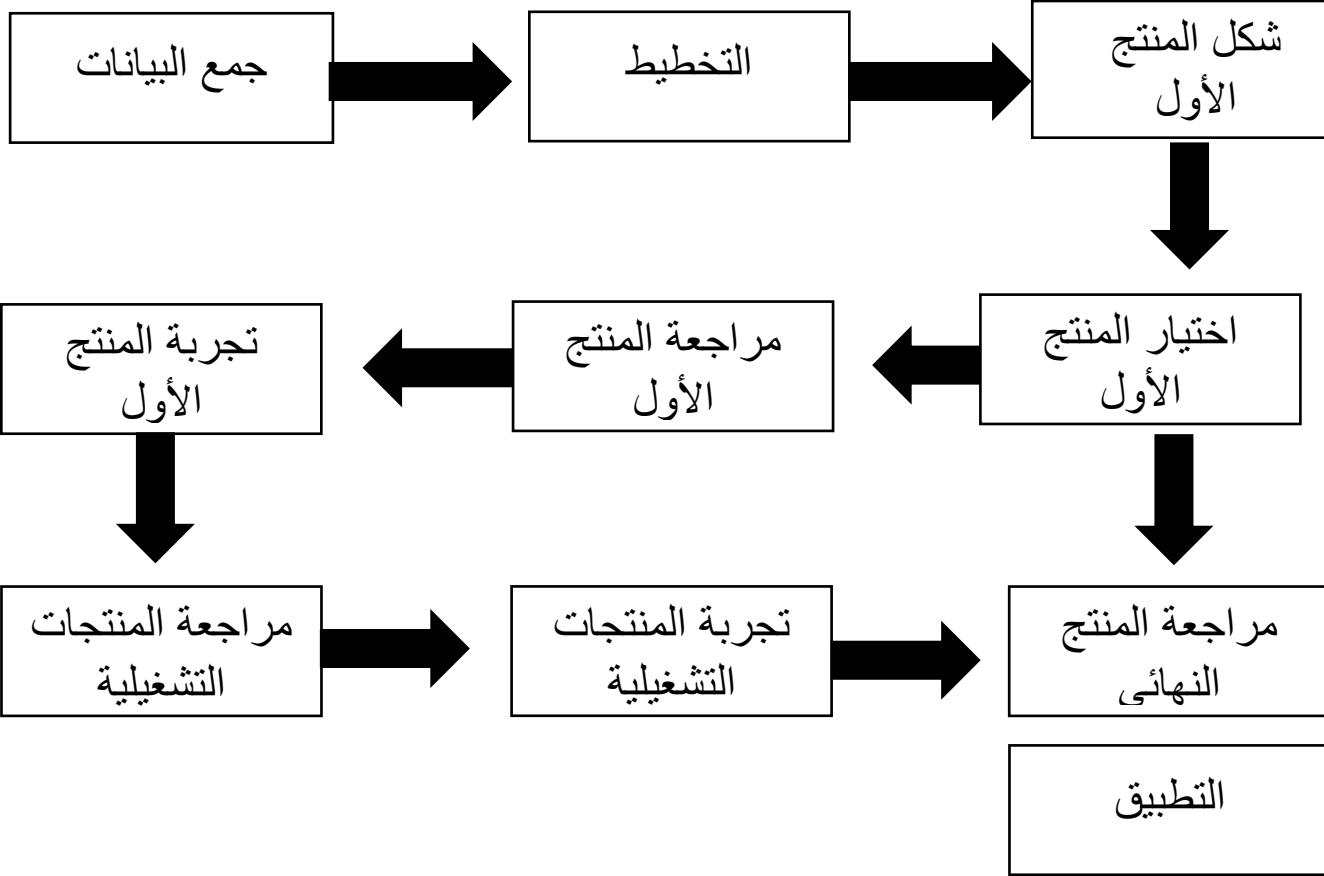 جمع البيانات
التخطيط
شكل المنتج
الأول
اختيار المنتج
الأول
مراجعة المنتج
الأول
تجربة المنتج
الأول
مراجعة المنتجات
التشغيلية
تجربة المنتجات
التشغيلية
مراجعة المنتج
النهائي
التطبيق